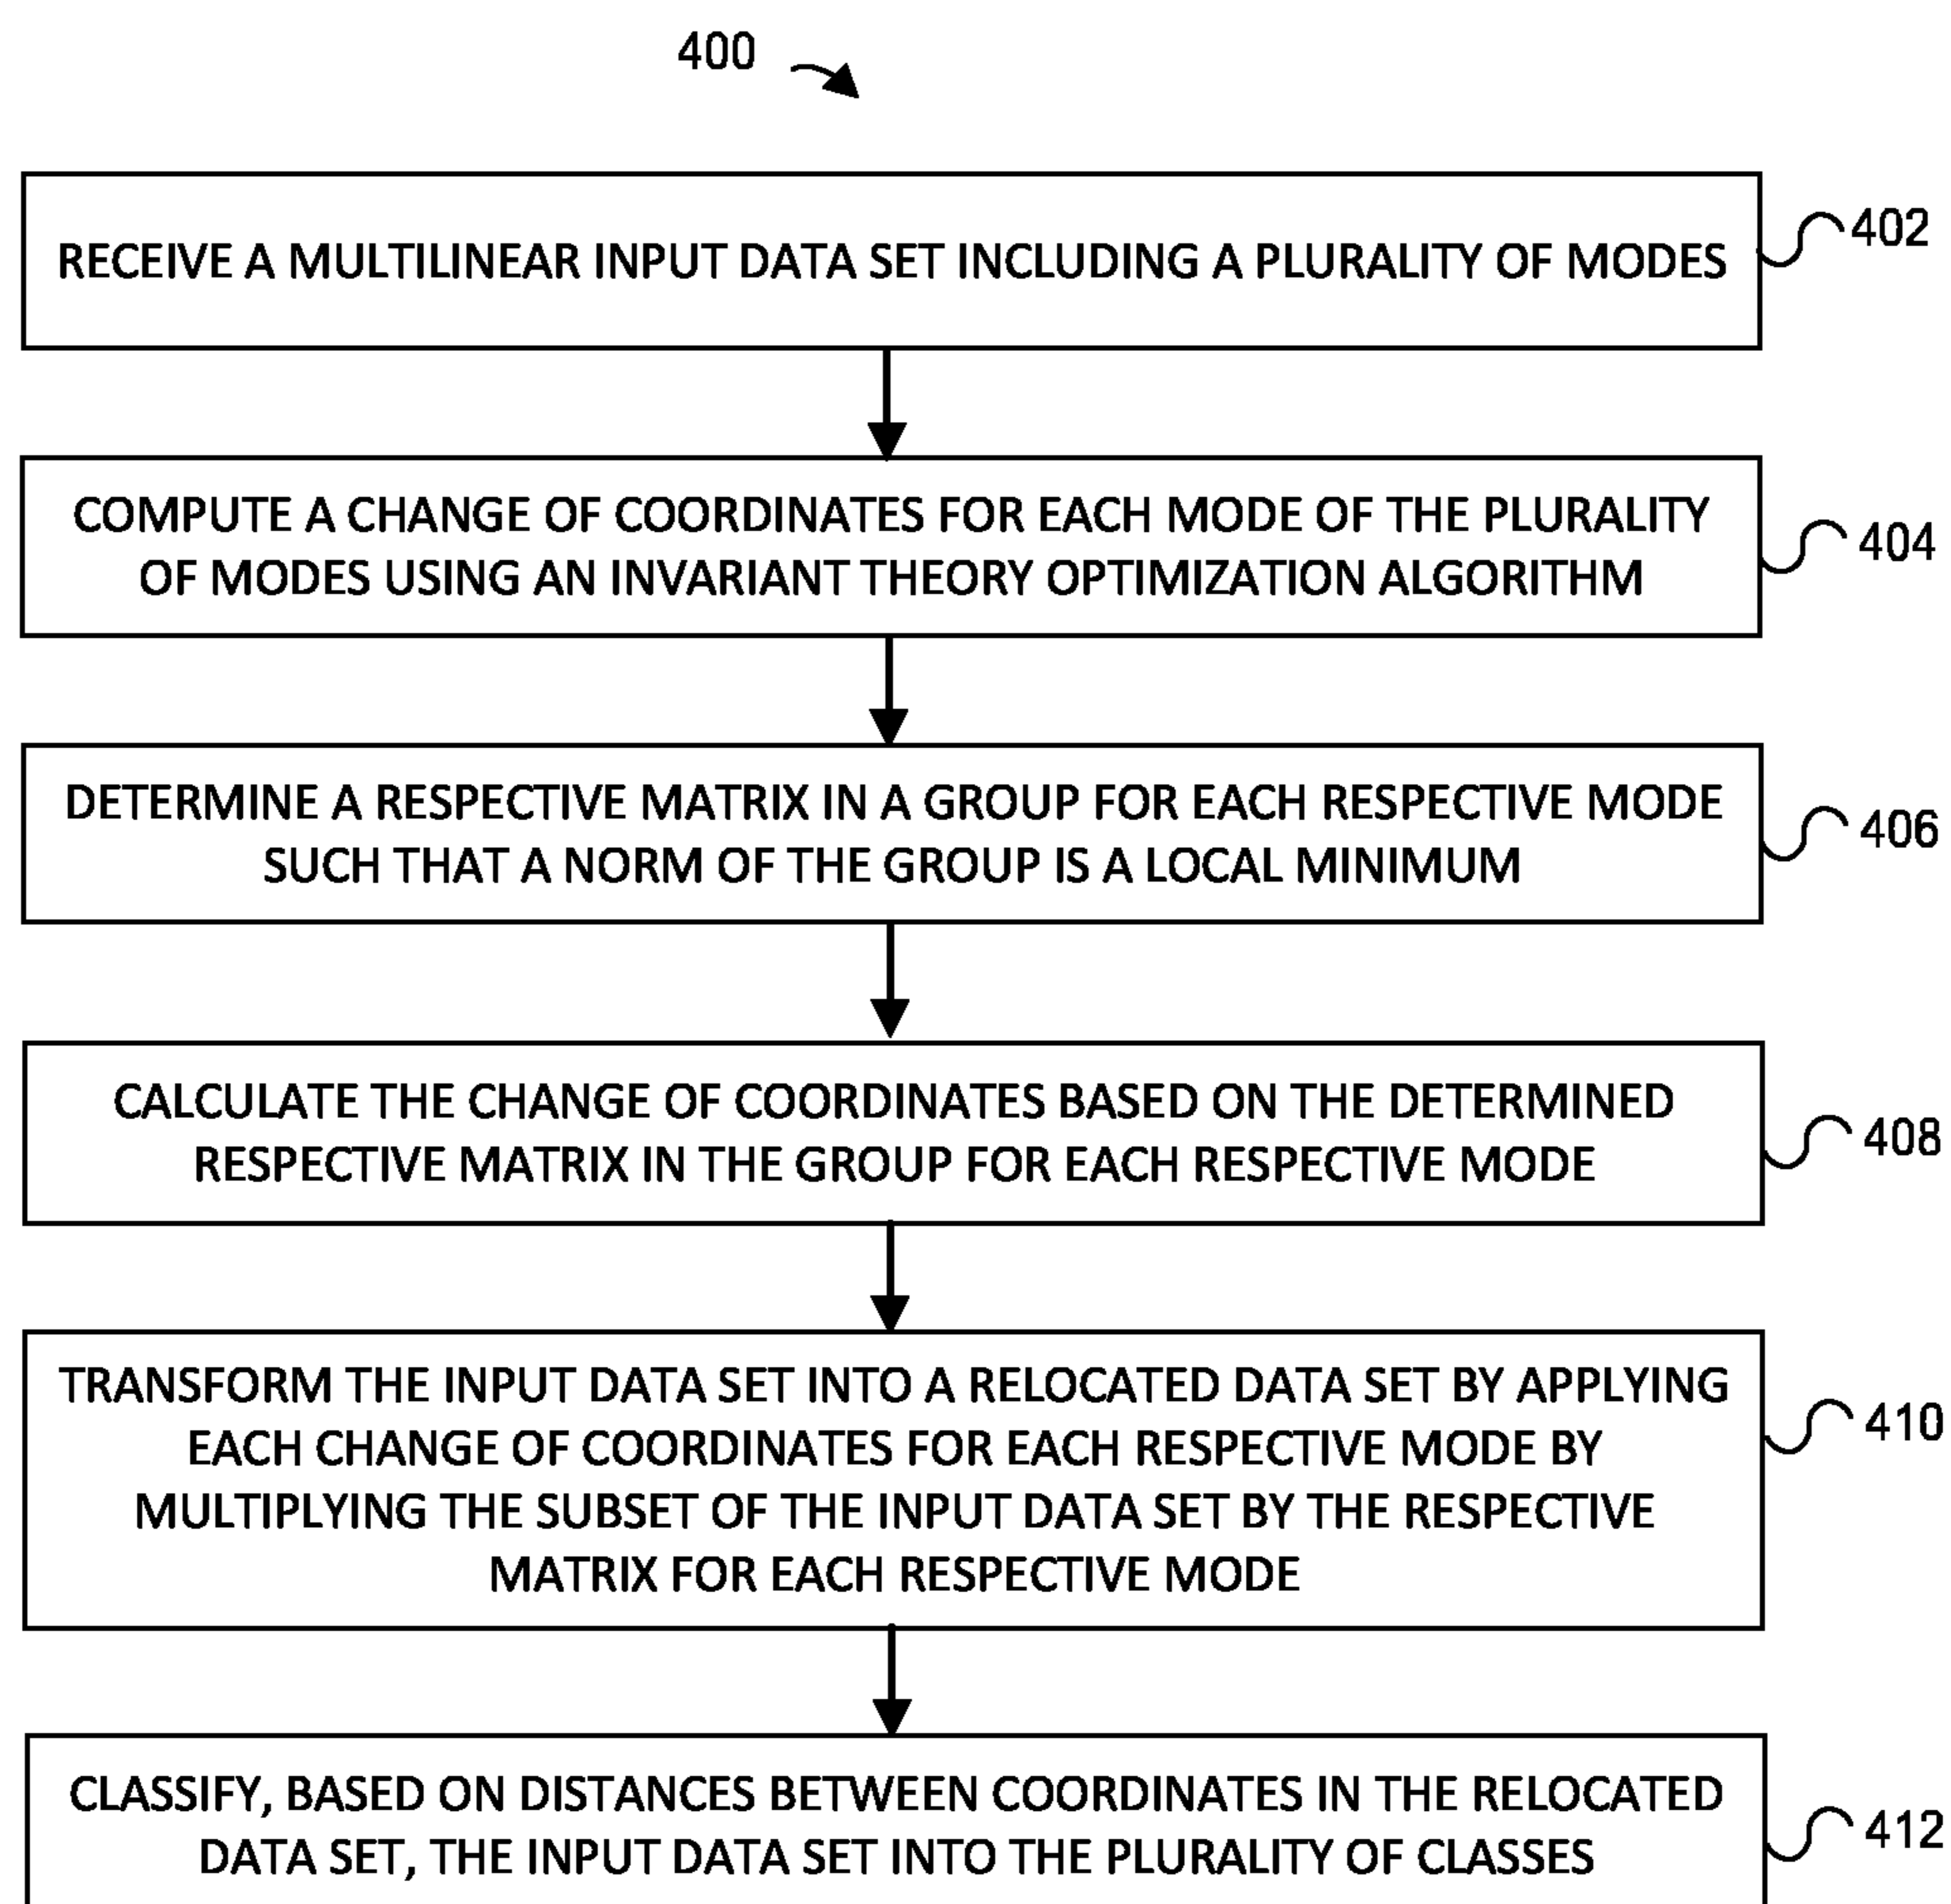 400
RECEIVE A MULTILINEAR INPUT DATA SET INCLUDING A PLURALITY OF MODES
402
COMPUTE A CHANGE OF COORDINATES FOR EACH MODE OF THE PLURALITY
OF MODES USING AN INVARIANT THEORY OPTIMIZATION ALGORITHM
404
DETERMINE A RESPECTIVE MATRIX IN A GROUP FOR EACH RESPECTIVE MODE
SUCH THAT A NORM OF THE GROUP IS A LOCAL MINIMUM
406
CALCULATE THE CHANGE OF COORDINATES BASED ON THE DETERMINED
RESPECTIVE MATRIX IN THE GROUP FOR EACH RESPECTIVE MODE
408
TRANSFORM THE INPUT DATA SET INTO A RELOCATED DATA SET BY APPLYING
EACH CHANGE OF COORDINATES FOR EACH RESPECTIVE MODE BY
MULTIPLYING THE SUBSET OF THE INPUT DATA SET BY THE RESPECTIVE
MATRIX FOR EACH RESPECTIVE MODE
410
CLASSIFY, BASED ON DISTANCES BETWEEN COORDINATES IN THE RELOCATED
DATA SET, THE INPUT DATA SET INTO THE PLURALITY OF CLASSES
412